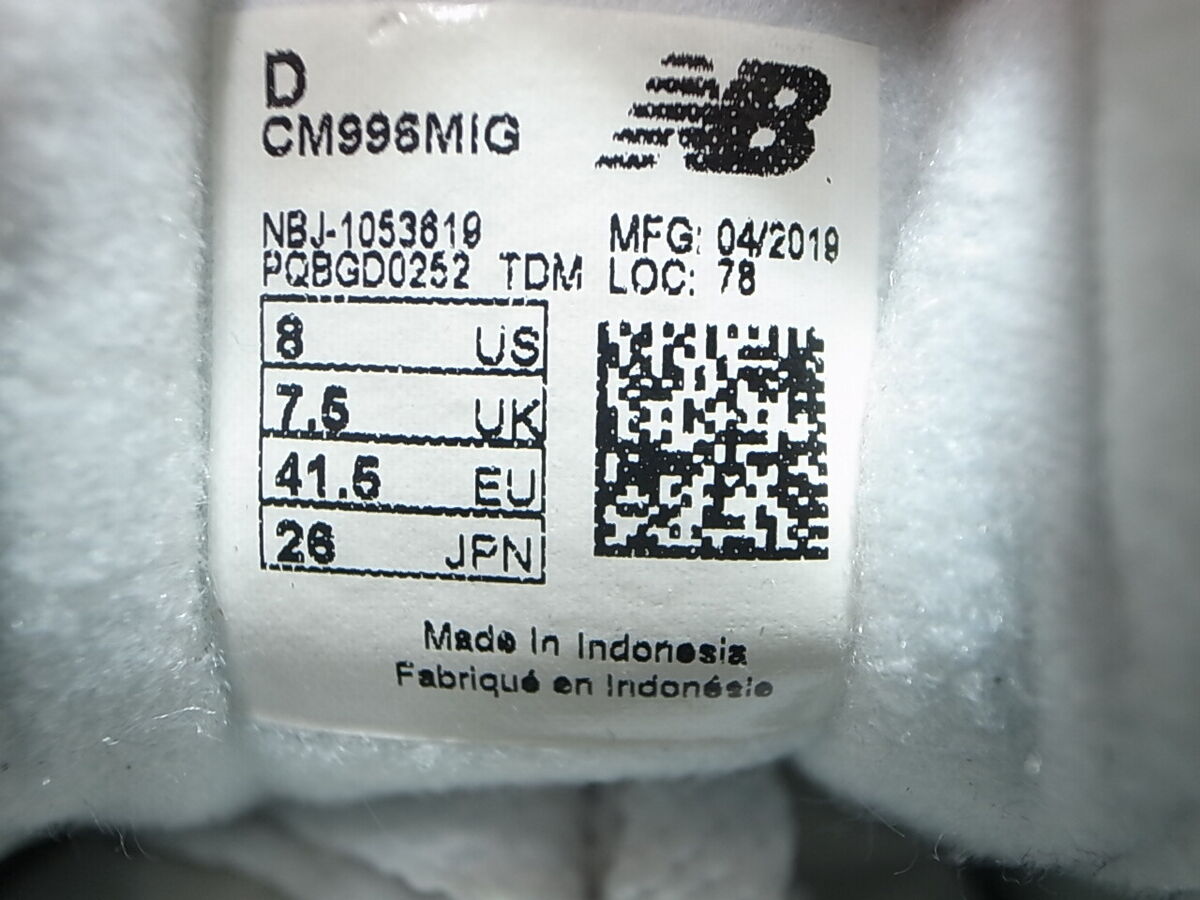 D
CM996MIG
NB
NBJ-1053619
PQBGD0252 TDM
MFG: 04/2019
LOC: 78
8 US
7.5 UK
41.5 EU
26 JPN
Made In Indonesia
Fabriqué en Indonésie